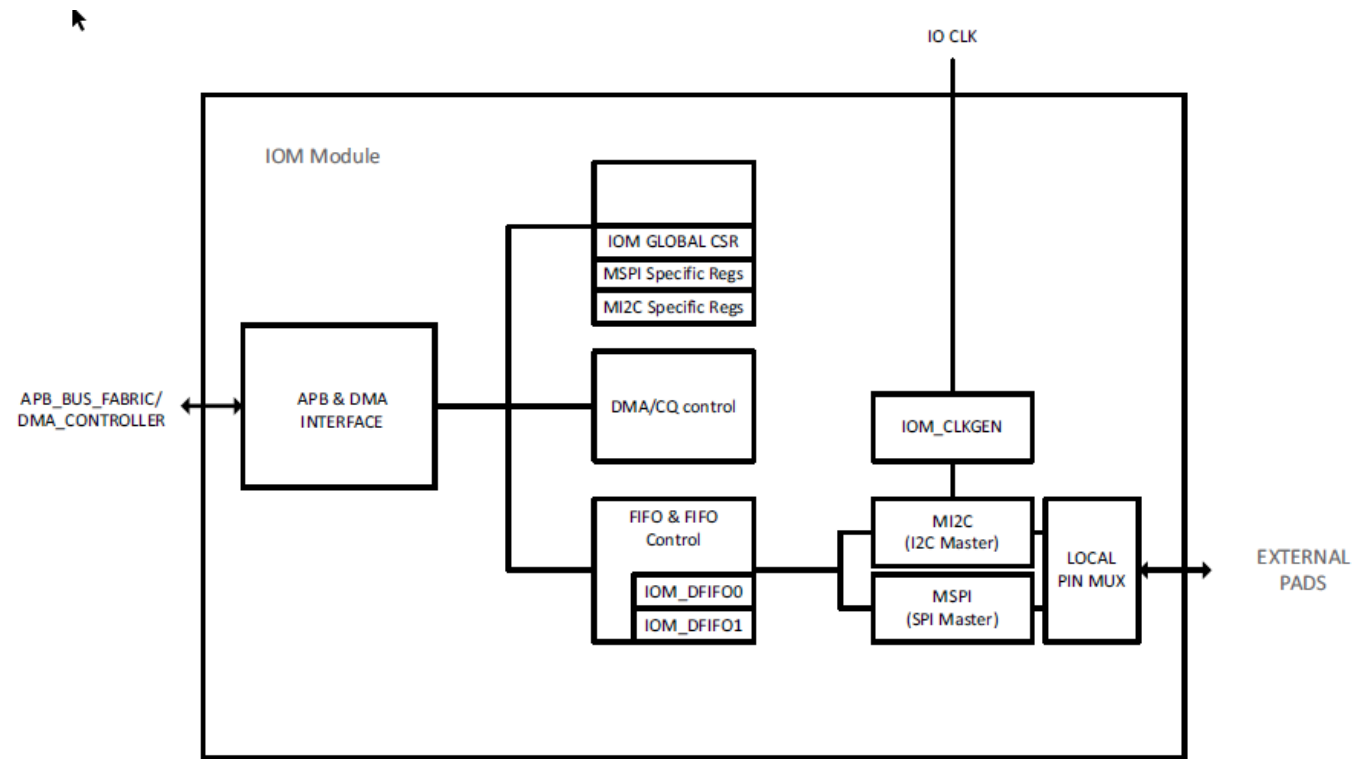 IO CLK
IOM Module
IOM GLOBAL CSR
MSPI Specific Regs
MI2C Specific Regs
APB_BUS_FABRIC/
DMA_CONTROLLER
APB & DMA
INTERFACE
DMA/CQ control
IOM_CLKGEN
FIFO & FIFO
Control
IOM_DFIFO0
IOM_DFIFO1
MI2C
(I2C Master)
MSPI
(SPI Master)
LOCAL
PIN MUX
EXTERNAL
PADS